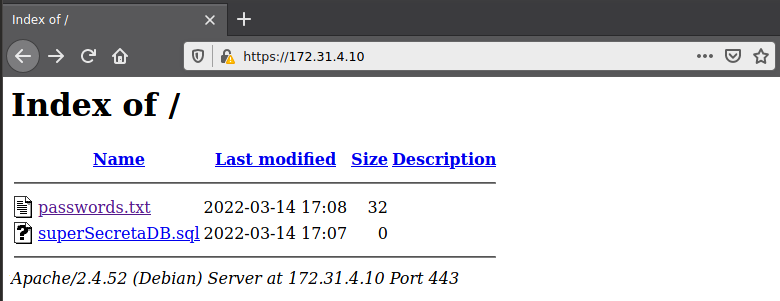 Index of /
https://172.31.4.10
Index of /
Name Last modified Size Description
passwords.txt 2022-03-14 17:08 32
superSecretaDB.sql 2022-03-14 17:07 0
Apache/2.4.52 (Debian) Server at 172.31.4.10 Port 443